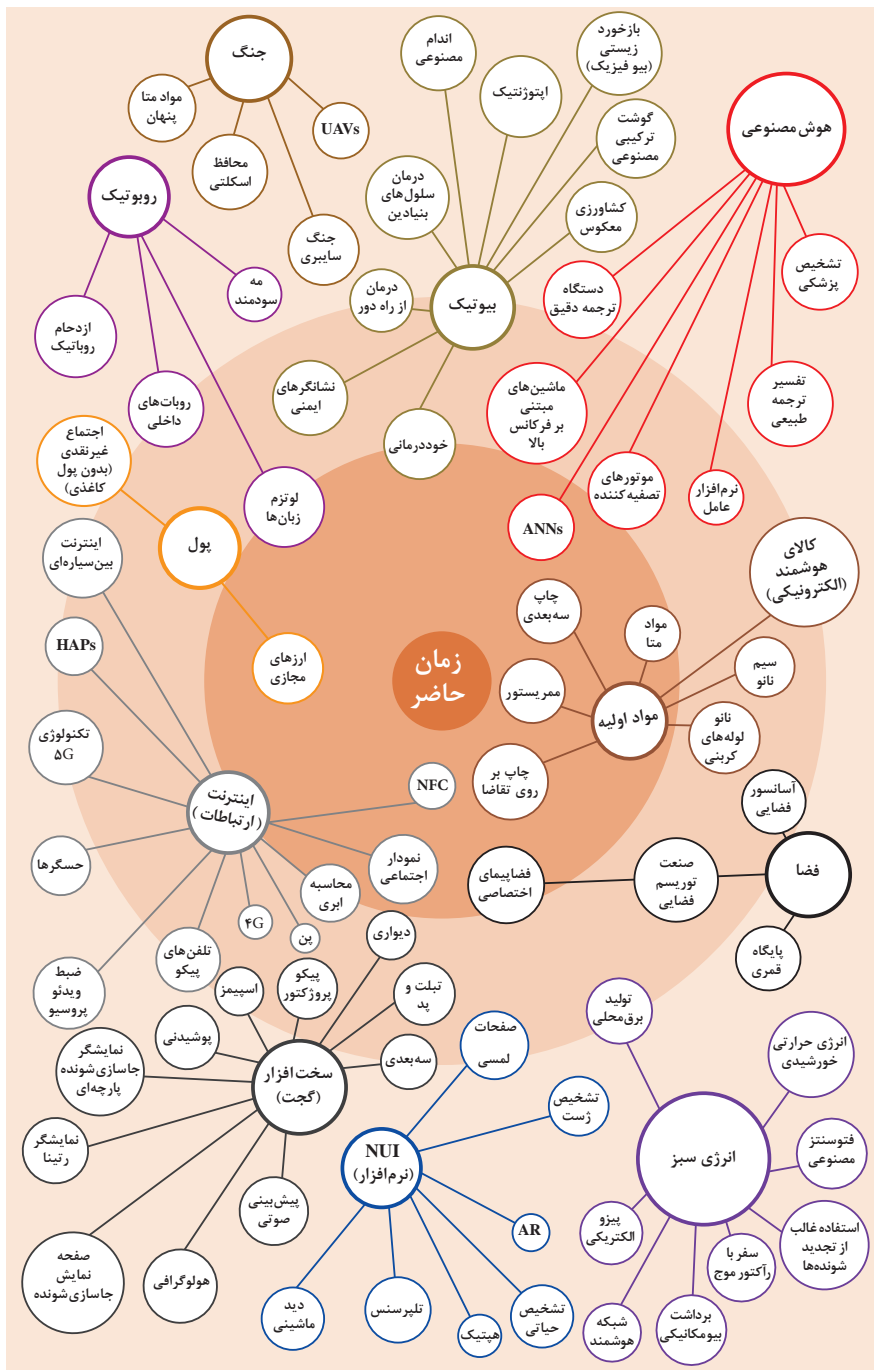 جنگ
مواد متا
پنهان
محافظ
اسکلتی
جنگ
سایبری
UAVs
اندام
مصنوعی
اپتوژنتیک
بازخورد
زیستی
(بیو فیزیک)
گوشت
ترکیبی
مصنوعی
کشاورزی
معکوس
درمان
سلول‌های
بنیادین
درمان
از راه دور
نشانگرهای
ایمنی
خوددرمانی
بیوتیک
هوش مصنوعی
تشخیص
پزشکی
دستگاه
ترجمه دقیق
تفسیر
ترجمه
طبیعی
ماشین‌های
مبتنی
بر فرکانس
بالا
موتورهای
تصفیه‌کننده
نرم‌افزار
عامل
ANNs
روبوتیک
مه
سودمند
ازدحام
روباتیک
روبات‌های
داخلی
لوتزم
زبان‌ها
اجتماع
غیرنقدی
(بدون پول
کاغذی)
پول
ارزهای
مجازی
زمان
حاضر
کالای
هوشمند
(الکترونیکی)
چاپ
سه‌بعدی
مواد
متا
سیم
نانو
ممریستور
مواد اولیه
نانو
لوله‌های
کربنی
چاپ بر
روی تقاضا
اینترنت
بین‌سیاره‌ای
HAPs
تکنولوژی
۵G
حسگرها
ضبط
ویدئو
پروسیو
تلفن‌های
پیکو
۴G
پن
محاسبه
ابری
نمودار
اجتماعی
NFC
اینترنت
(ارتباطات)
آسانسور
فضایی
فضا
صنعت
توریسم
فضایی
فضاپیمای
اختصاصی
پایگاه
قمری
دیواری
پیکو
پروژکتور
اسپیمز
پوشیدنی
تبلت و
پد
سه‌بعدی
نمایشگر
جاسازی‌شونده
پارچه‌ای
نمایشگر
رتینا
صفحه
نمایش
جاسازی‌شونده
هولوگرافی
پیش‌بینی
صوتی
سخت‌افزار
(گجت)
صفحات
لمسی
تشخیص
ژست
NUI
(نرم‌افزار)
AR
تشخیص
حیاتی
هپتیک
تلپرسنس
دید
ماشینی
تولید
برق‌محلی
انرژی حرارتی
خورشیدی
انرژی سبز
فتوسنتز
مصنوعی
استفاده غالب
از تجدید
شونده‌ها
سفر با
رآکتور موج
برداشت
بیومکانیکی
شبکه
هوشمند
پیزو
الکتریکی